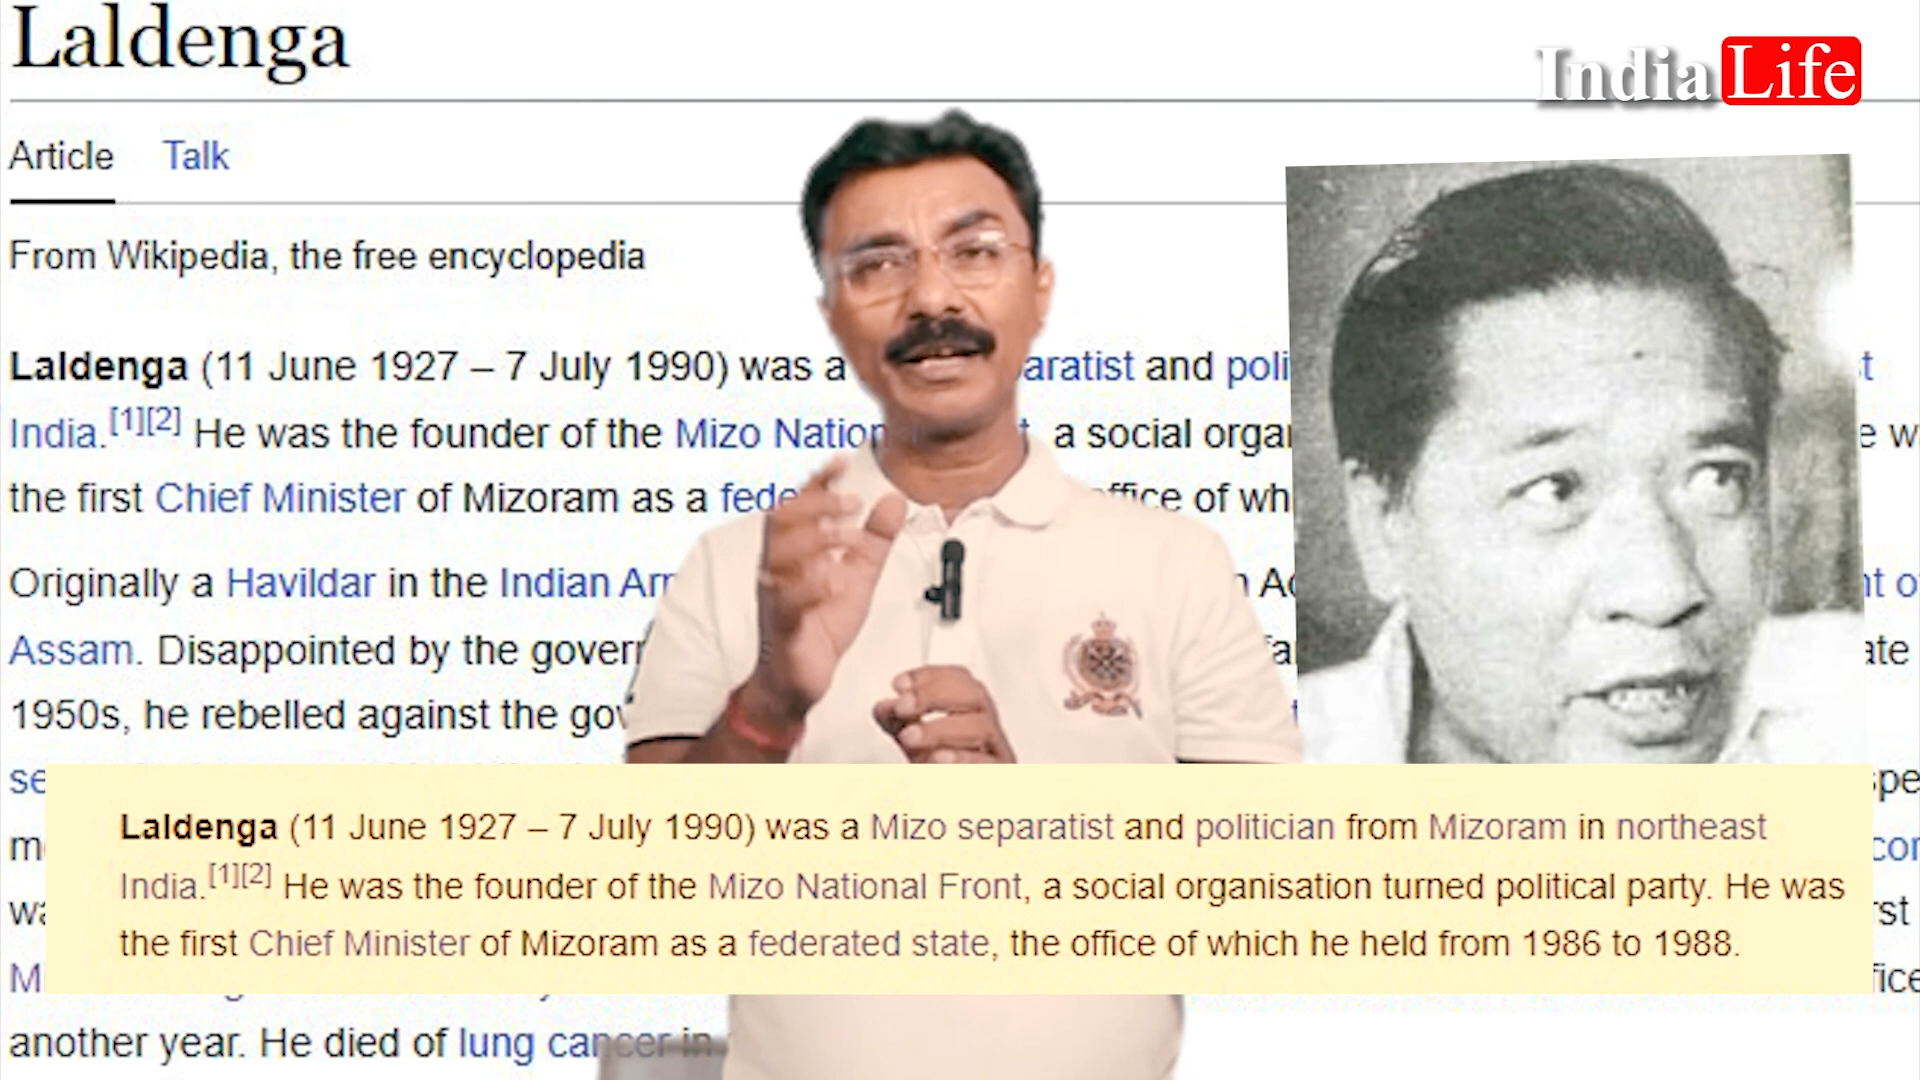 Laldenga
India Life
Article Talk
From Wikipedia, the free encyclopedia
Laldenga (11 June 1927 – 7 July 1990) was a and
India.[1][2] He was the founder of the Mizo a social
the first Chief Minister of Mizoram as a of
Originally a Havildar in the Indian
Assam. Disappointed by the
1950s, he rebelled against the
Laldenga (11 June 1927 – 7 July 1990) was a Mizo separatist and politician from Mizoram in northeast
India.[1][2] He was the founder of the Mizo National Front, a social organisation turned political party. He was
the first Chief Minister of Mizoram as a federated state, the office of which he held from 1986 to 1988.
another year. He died of lung cancer in